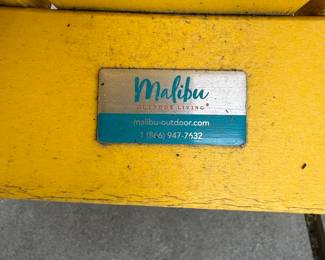 Malibu
OUTDOOR LIVING®
malibu-outdoor.com
1 (866) 947-7632